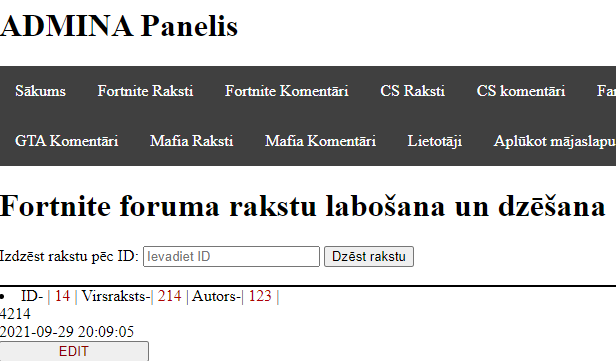 ADMINA Panelis
Sākums Fortnite Raksti Fortnite Komentāri CS Raksti CS komentāri
GTA Komentāri Mafia Raksti Mafia Komentāri Lietotāji Aplūkot
Fortnite foruma rakstu labošana un dzēšana
Izdzēst rakstu pēc ID: Ievadiet ID Dzēst rakstu
• ID- | 14 | Virsraksts-| 214 | Autors-| 123 |
4214
2021-09-29 20:09:05
EDIT